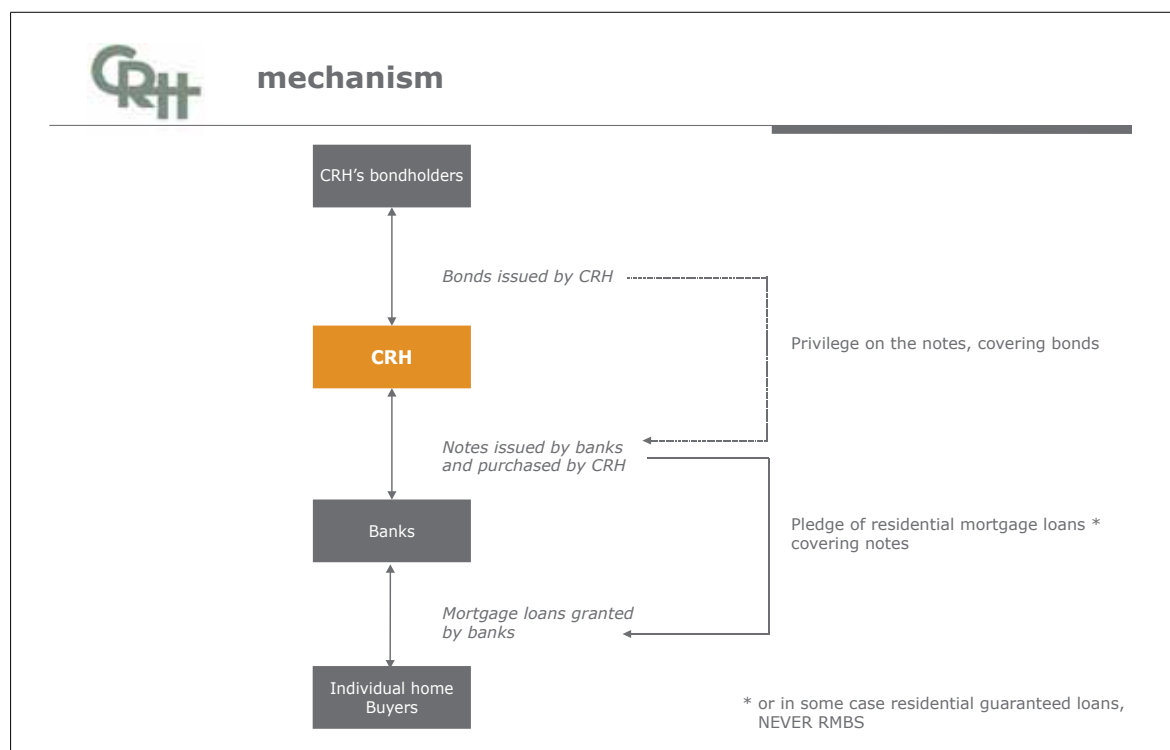 CRH
mechanism
CRH’s bondholders
Bonds issued by CRH
CRH
Privilege on the notes, covering bonds
Notes issued by banks
and purchased by CRH
Banks
Pledge of residential mortgage loans *
covering notes
Mortgage loans granted
by banks
Individual home
Buyers
* or in some case residential guaranteed loans,
NEVER RMBS